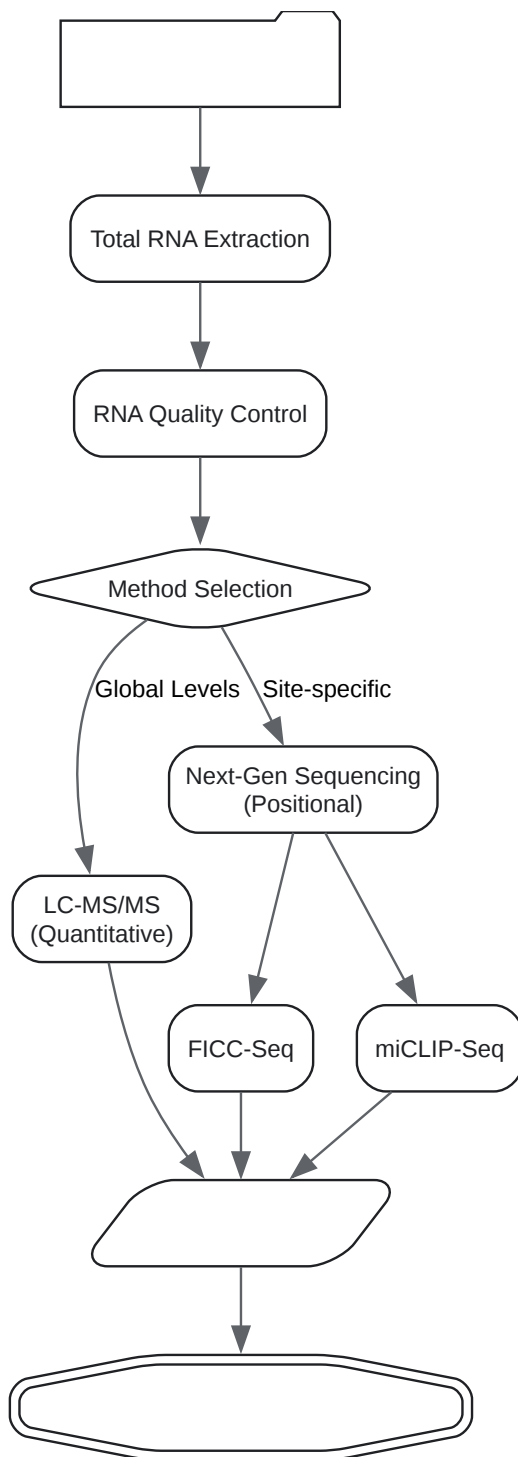 Total RNA Extraction
RNA Quality Control
Method Selection
Global Levels
Site-specific
Next-Gen Sequencing
(Positional)
LC-MS/MS
(Quantitative)
FICC-Seq
miCLIP-Seq